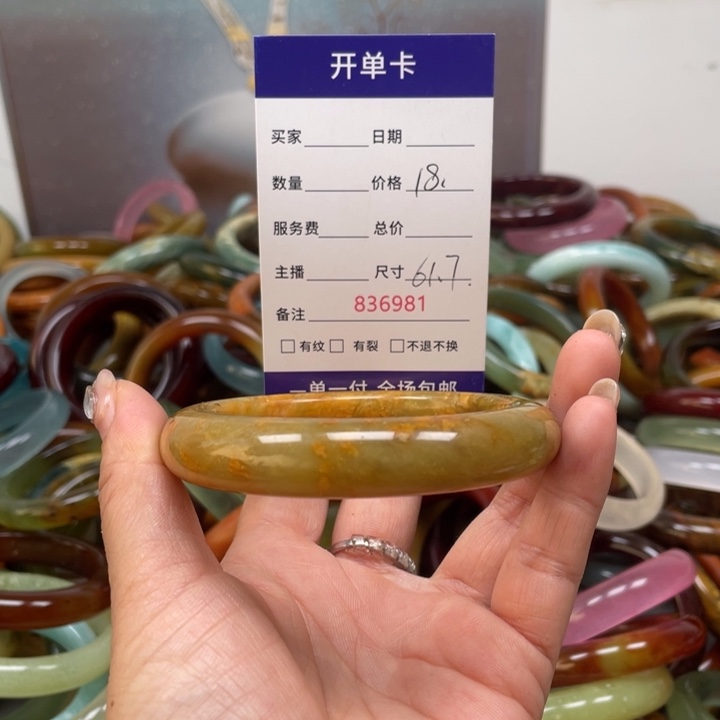 开单卡
买家 日期
数量 价格 18.
服务费 总价
主播 尺寸 61.7.
836981
备注
□有纹 □ 有裂 □不退不换
一单一付 全场包邮